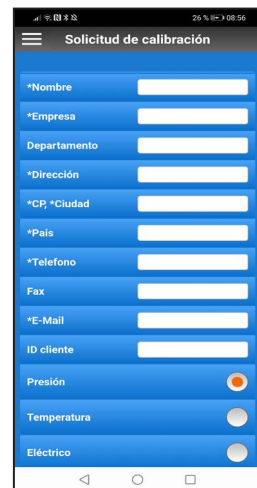 26 % 08:56
Solicitud de calibración
*Nombre
*Empresa
Departamento
*Dirección
*CP, *Ciudad
*Pais
*Telefono
Fax
*E-Mail
ID cliente
Presión
Temperatura
Eléctrico